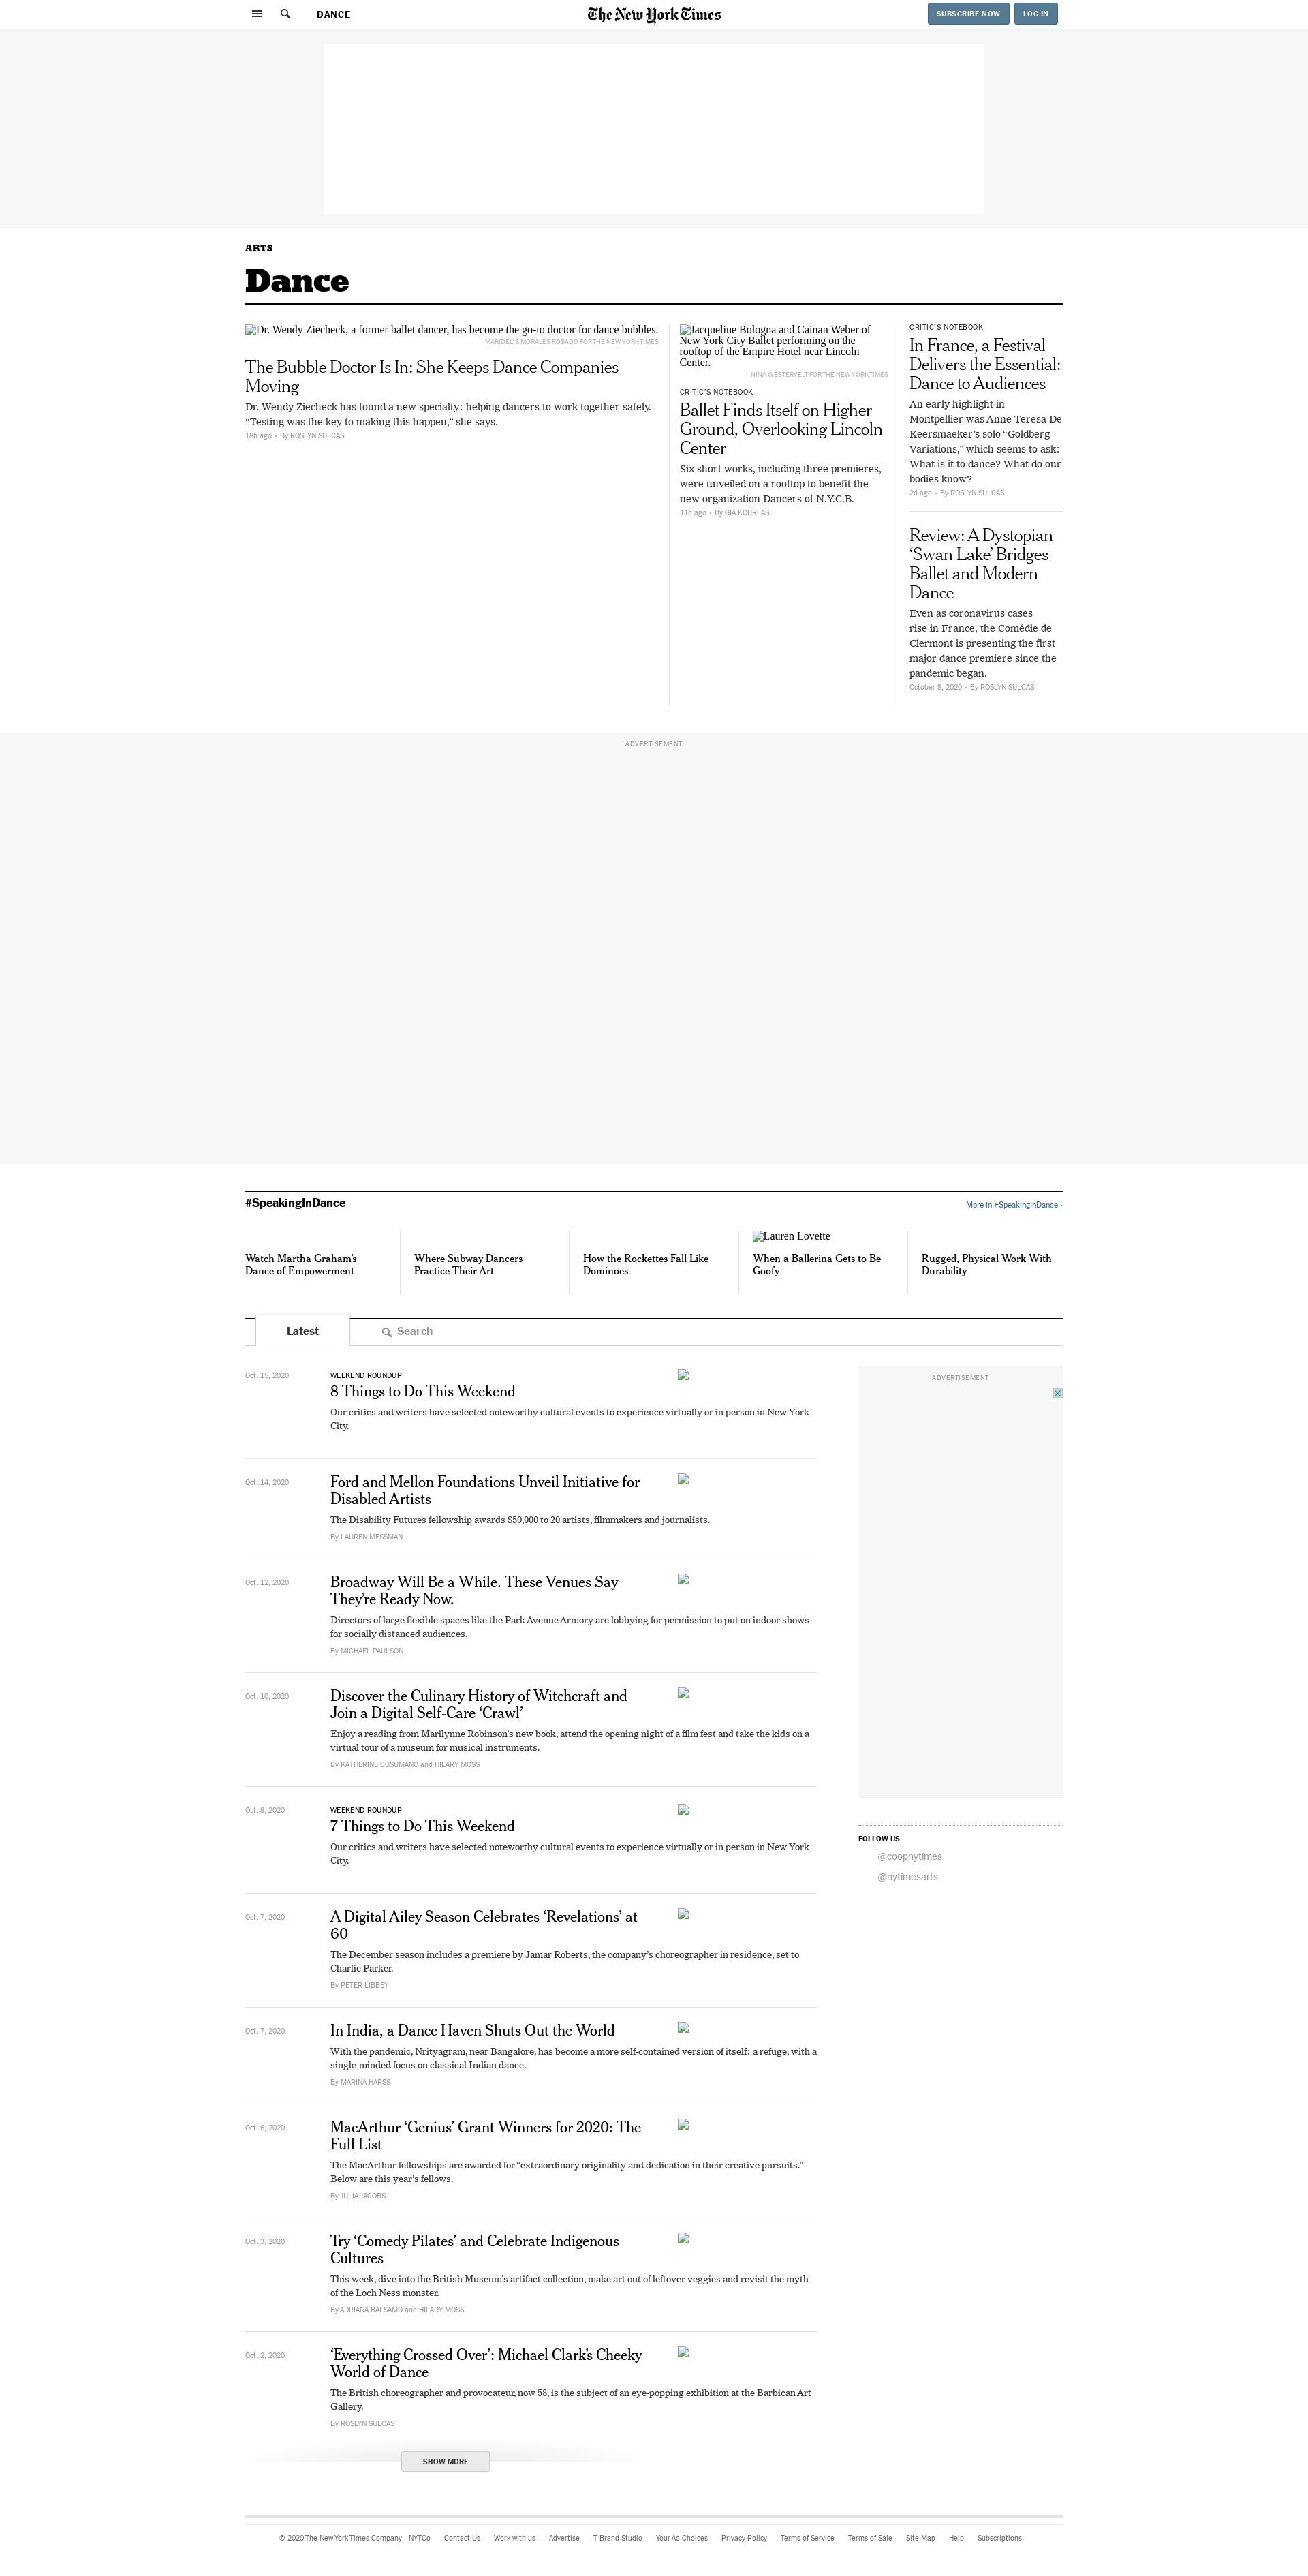 DANCE
The New York Times
SUBSCRIBE NOW
LOG IN
ARTS
Dance
Dr. Wendy Ziecheck, a former ballet dancer, has become the go-to doctor for dance bubbles.
MARIDELIS MORALES ROSADO FOR THE NEW YORK TIMES
The Bubble Doctor Is In: She Keeps Dance Companies
Moving
Dr. Wendy Ziecheck has found a new specialty: helping dancers to work together safely.
“Testing was the key to making this happen,” she says.
18h ago • By ROSLYN SULCAS
Jacqueline Bologna and Cainan Weber of
New York City Ballet performing on the
rooftop of the Empire Hotel near Lincoln
Center.
NINA WESTERVELT FOR THE NEW YORK TIMES
CRITIC’S NOTEBOOK
Ballet Finds Itself on Higher
Ground, Overlooking Lincoln
Center
Six short works, including three premieres,
were unveiled on a rooftop to benefit the
new organization Dancers of N.Y.C.B.
11h ago • By GIA KOURLAS
CRITIC’S NOTEBOOK
In France, a Festival
Delivers the Essential:
Dance to Audiences
An early highlight in
Montpellier was Anne Teresa De
Keersmaeker’s solo “Goldberg
Variations,” which seems to ask:
What is it to dance? What do our
bodies know?
2d ago • By ROSLYN SULCAS
Review: A Dystopian
‘Swan Lake’ Bridges
Ballet and Modern
Dance
Even as coronavirus cases
rise in France, the Comédie de
Clermont is presenting the first
major dance premiere since the
pandemic began.
October 8, 2020 • By ROSLYN SULCAS
ADVERTISEMENT
#SpeakingInDance
More in #SpeakingInDance ›
Watch Martha Graham’s
Dance of Empowerment
Where Subway Dancers
Practice Their Art
How the Rockettes Fall Like
Dominoes
Lauren Lovette
When a Ballerina Gets to Be
Goofy
Rugged, Physical Work With
Durability
Latest
Search
Oct. 15, 2020
WEEKEND ROUNDUP
8 Things to Do This Weekend
Our critics and writers have selected noteworthy cultural events to experience virtually or in person in New York
City.
Oct. 14, 2020
Ford and Mellon Foundations Unveil Initiative for
Disabled Artists
The Disability Futures fellowship awards $50,000 to 20 artists, filmmakers and journalists.
By LAUREN MESSMAN
Oct. 12, 2020
Broadway Will Be a While. These Venues Say
They’re Ready Now.
Directors of large flexible spaces like the Park Avenue Armory are lobbying for permission to put on indoor shows
for socially distanced audiences.
By MICHAEL PAULSON
Oct. 10, 2020
Discover the Culinary History of Witchcraft and
Join a Digital Self-Care ‘Crawl’
Enjoy a reading from Marilynne Robinson’s new book, attend the opening night of a film fest and take the kids on a
virtual tour of a museum for musical instruments.
By KATHERINE CUSUMANO and HILARY MOSS
Oct. 8, 2020
WEEKEND ROUNDUP
7 Things to Do This Weekend
Our critics and writers have selected noteworthy cultural events to experience virtually or in person in New York
City.
Oct. 7, 2020
A Digital Ailey Season Celebrates ‘Revelations’ at
60
The December season includes a premiere by Jamar Roberts, the company’s choreographer in residence, set to
Charlie Parker.
By PETER LIBBEY
Oct. 7, 2020
In India, a Dance Haven Shuts Out the World
With the pandemic, Nrityagram, near Bangalore, has become a more self-contained version of itself: a refuge, with a
single-minded focus on classical Indian dance.
By MARINA HARSS
Oct. 6, 2020
MacArthur ‘Genius’ Grant Winners for 2020: The
Full List
The MacArthur fellowships are awarded for “extraordinary originality and dedication in their creative pursuits.”
Below are this year’s fellows.
By JULIA JACOBS
Oct. 3, 2020
Try ‘Comedy Pilates’ and Celebrate Indigenous
Cultures
This week, dive into the British Museum’s artifact collection, make art out of leftover veggies and revisit the myth
of the Loch Ness monster.
By ADRIANA BALSAMO and HILARY MOSS
Oct. 2, 2020
‘Everything Crossed Over’: Michael Clark’s Cheeky
World of Dance
The British choreographer and provocateur, now 58, is the subject of an eye-popping exhibition at the Barbican Art
Gallery.
By ROSLYN SULCAS
SHOW MORE
ADVERTISEMENT
FOLLOW US
@coopnytimes
@nytimesarts
© 2020 The New York Times Company NYTCo Contact Us Work with us Advertise T Brand Studio Your Ad Choices Privacy Policy Terms of Service Terms of Sale Site Map Help Subscriptions